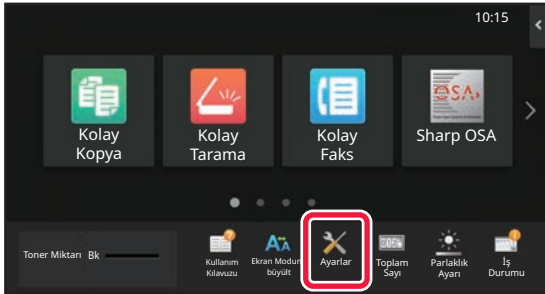 10:15
Kolay
Kopya
Kolay
Tarama
Kolay
Faks
OSA
Sharp OSA
Toner Miktarı Bk
Kullanım
Kılavuzu
Ekran Modun
büyült
Ayarlar
Toplam
Sayı
Parlaklık
Ayarı
İş
Durumu